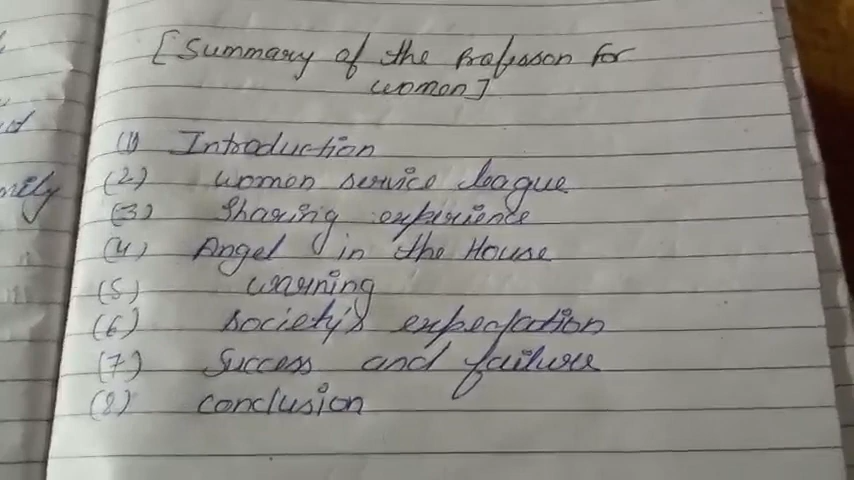 [Summary of the Profession for
women]
(1) Introduction
(2) women service league
(3) Sharing experience
(4) Angel in the House
(5) warning
(6) society's expectation
(7) Success and failure
(8) conclusion